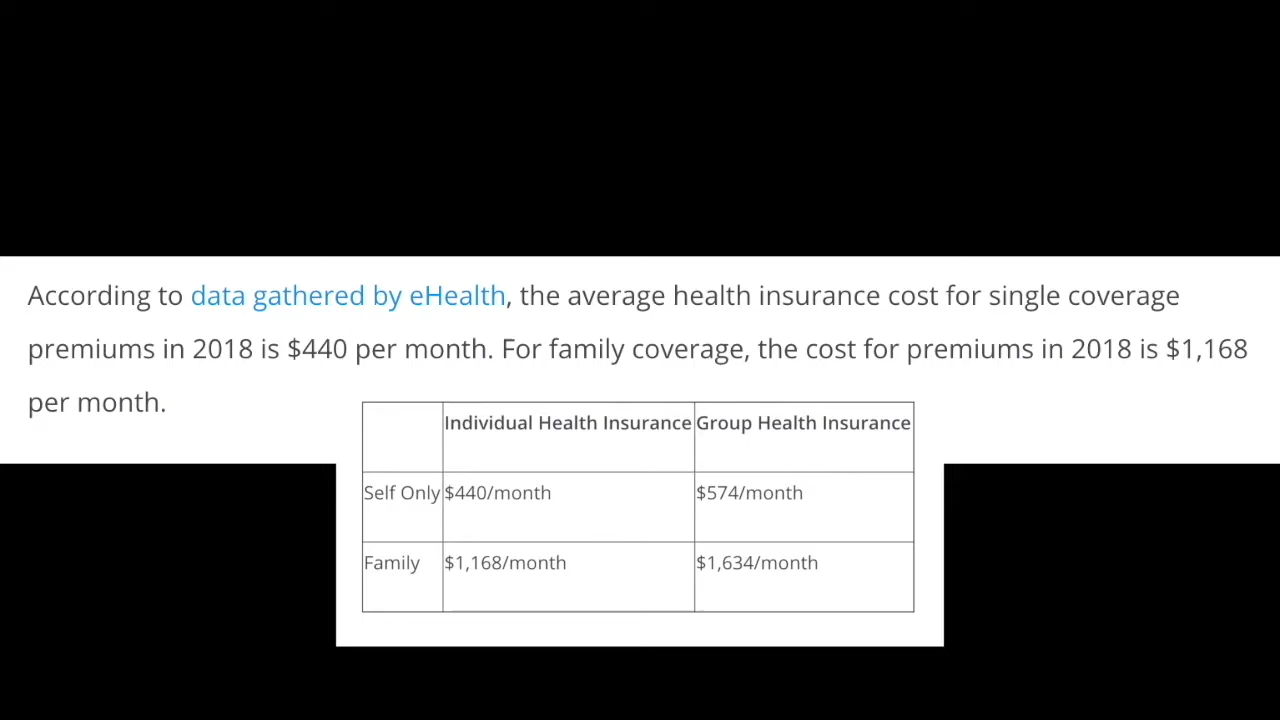 According to data gathered by eHealth, the average health insurance cost for single coverage
premiums in 2018 is $440 per month. For family coverage, the cost for premiums in 2018 is $1,168
per month.
Individual Health Insurance Group Health Insurance
Self Only $440/month $574/month
Family $1,168/month $1,634/month